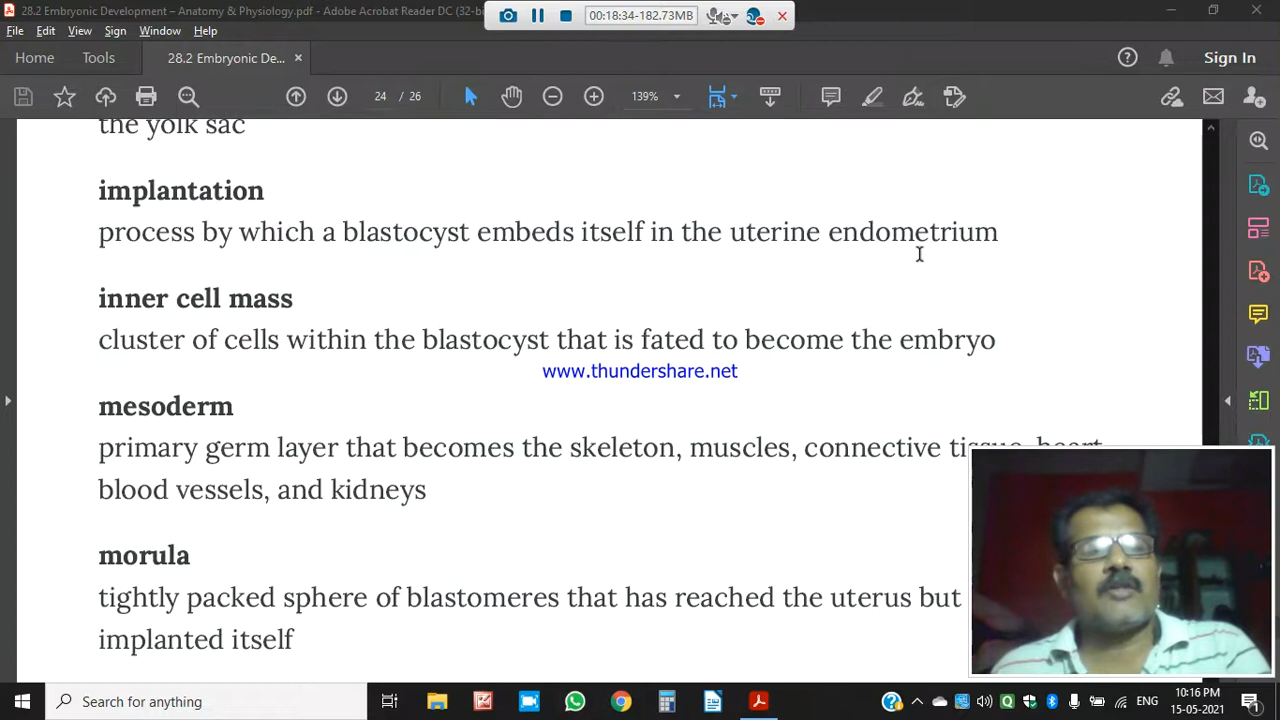 28.2 Embryonic Development – Anatomy & Physiology.pdf - Adobe Acrobat Reader DC (32-bi
00:18:34-182.73MB
File Edit View Sign Window Help
Home Tools 28.2 Embryonic De... × Sign In
24 / 26 139%
the yolk sac
implantation
process by which a blastocyst embeds itself in the uterine endometrium
inner cell mass
cluster of cells within the blastocyst that is fated to become the embryo
www.thundershare.net
mesoderm
primary germ layer that becomes the skeleton, muscles, connective tissue, heart
blood vessels, and kidneys
morula
tightly packed sphere of blastomeres that has reached the uterus but
implanted itself
Search for anything
ENG
10:16 PM
15-05-2021